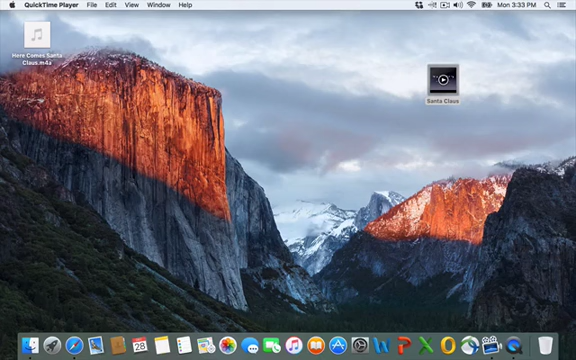 QuickTime Player File Edit View Window Help Mon 3:33 PM
Here Comes Santa
Claus.m4a
Santa Claus
28